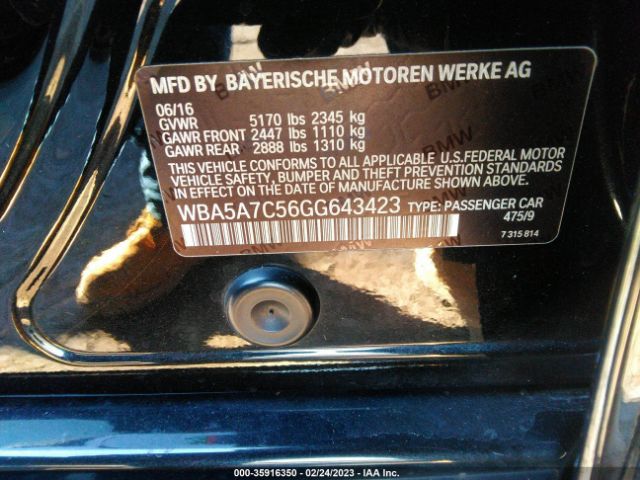 MFD BY BAYERISCHE MOTOREN WERKE AG
06/16
GVWR 5170 lbs 2345 kg
GAWR FRONT 2447 lbs 1110 kg
GAWR REAR 2888 lbs 1310 kg
THIS VEHICLE CONFORMS TO ALL APPLICABLE U.S.FEDERAL MOTOR
VEHICLE SAFETY, BUMPER AND THEFT PREVENTION STANDARDS
IN EFFECT ON THE DATE OF MANUFACTURE SHOWN ABOVE.
WBA5A7C56GG643423 TYPE: PASSENGER CAR
475/9
7 315 814
000-35916350 - 02/24/2023 - IAA Inc.